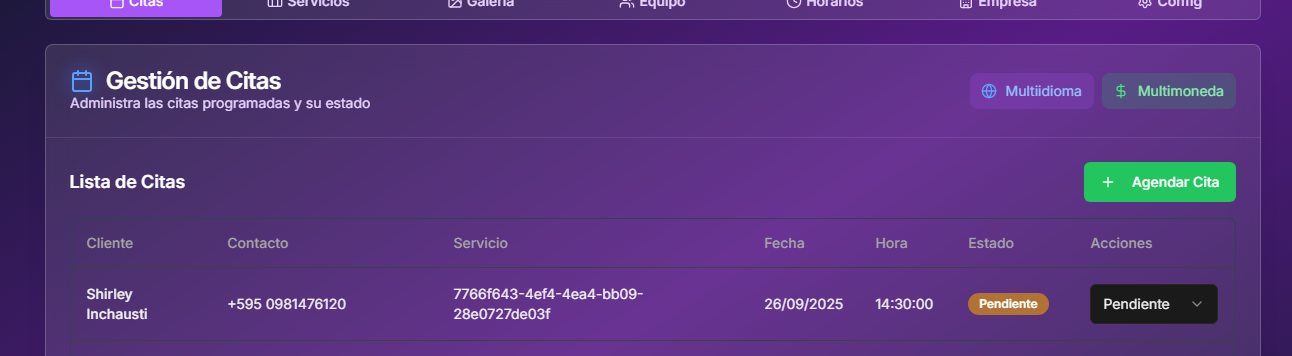 Citas Servicios Galería Equipo Horarios Empresa Config
Gestión de Citas
Administra las citas programadas y su estado
Multiidioma Multimoneda
Lista de Citas
+ Agendar Cita
Cliente Contacto Servicio Fecha Hora Estado Acciones
Shirley
Inchausti
+595 0981476120
7766f643-4ef4-4ea4-bb09-
28e0727de03f
26/09/2025 14:30:00 Pendiente Pendiente